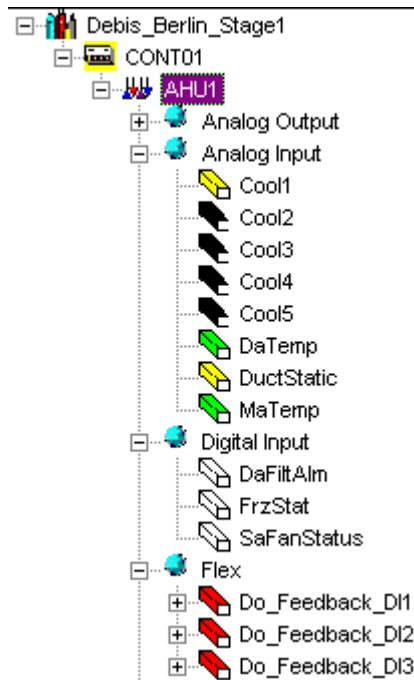 Debis_Berlin_Stage1
CONT01
AHU1
Analog Output
Analog Input
Cool1
Cool2
Cool3
Cool4
Cool5
DaTemp
DuctStatic
MaTemp
Digital Input
DaFiltAlm
FrzStat
SaFanStatus
Flex
Do_Feedback_DI1
Do_Feedback_DI2
Do_Feedback_DI3